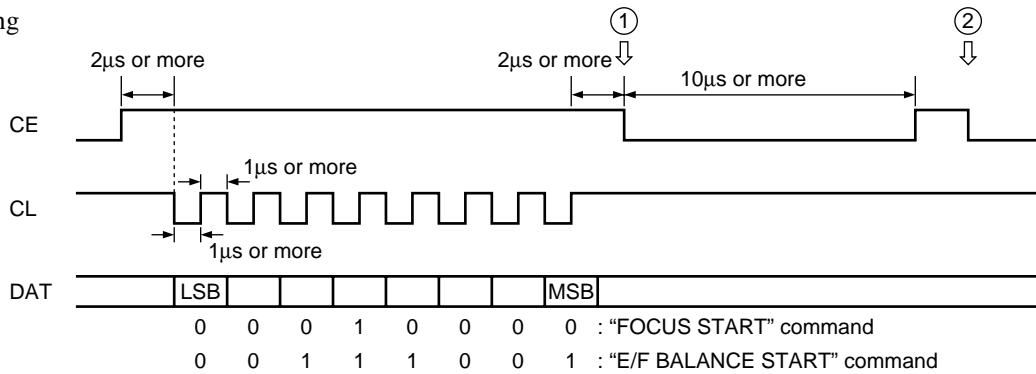 ng
① ②
2μs or more 2μs or more
10μs or more
CE
1μs or more
CL
1μs or more
DAT LSB MSB
0 0 0 1 0 0 0 0 : “FOCUS START” command
0 0 1 1 1 0 0 1 : “E/F BALANCE START” command